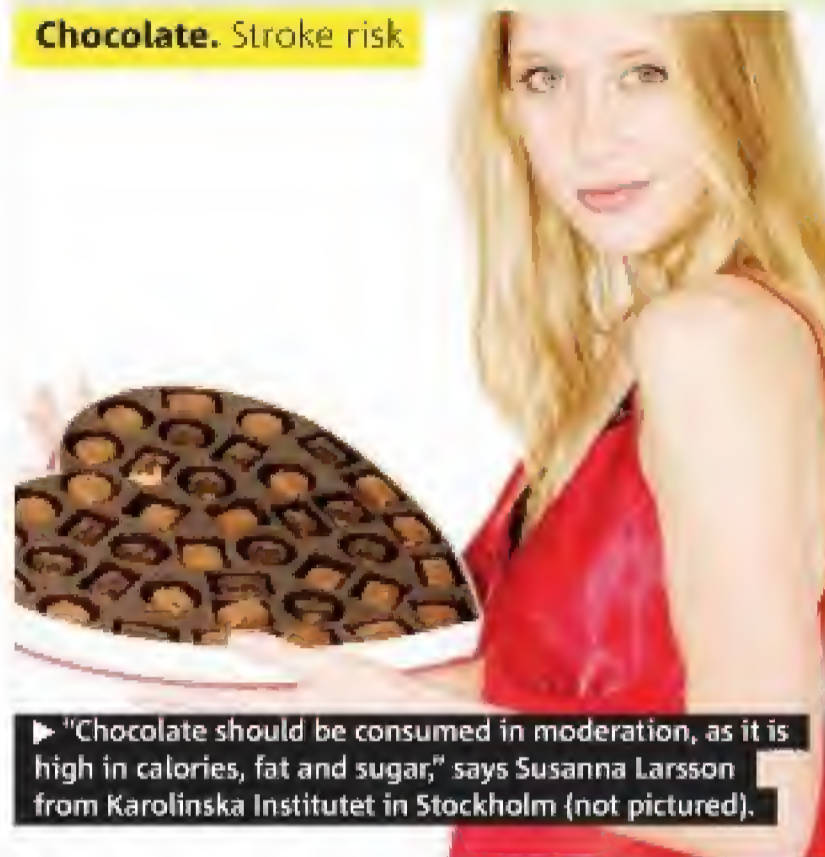 Chocolate. Stroke risk
▶ "Chocolate should be consumed in moderation, as it is
high in calories, fat and sugar," says Susanna Larsson
from Karolinska Institutet in Stockholm (not pictured).